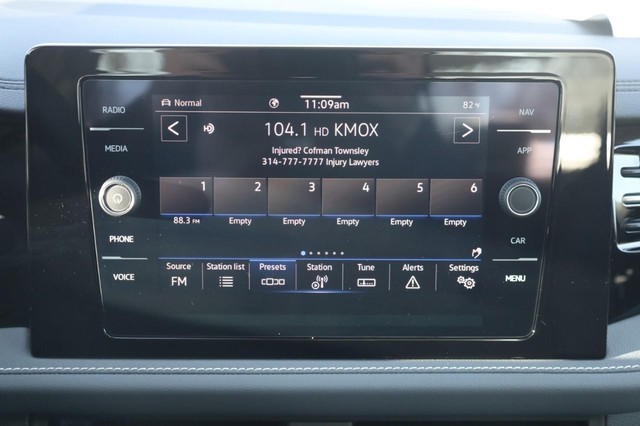 RADIO
MEDIA
PHONE
VOICE
Normal
11:09am
82°F
104.1 HD KMOX
Injured? Cofman Townsley
314-777-7777 Injury Lawyers
1 2 3 4 5 6
88.3 FM Empty Empty Empty Empty Empty
Source Station list Presets Station Tune Alerts Settings
FM
NAV
APP
CAR
MENU